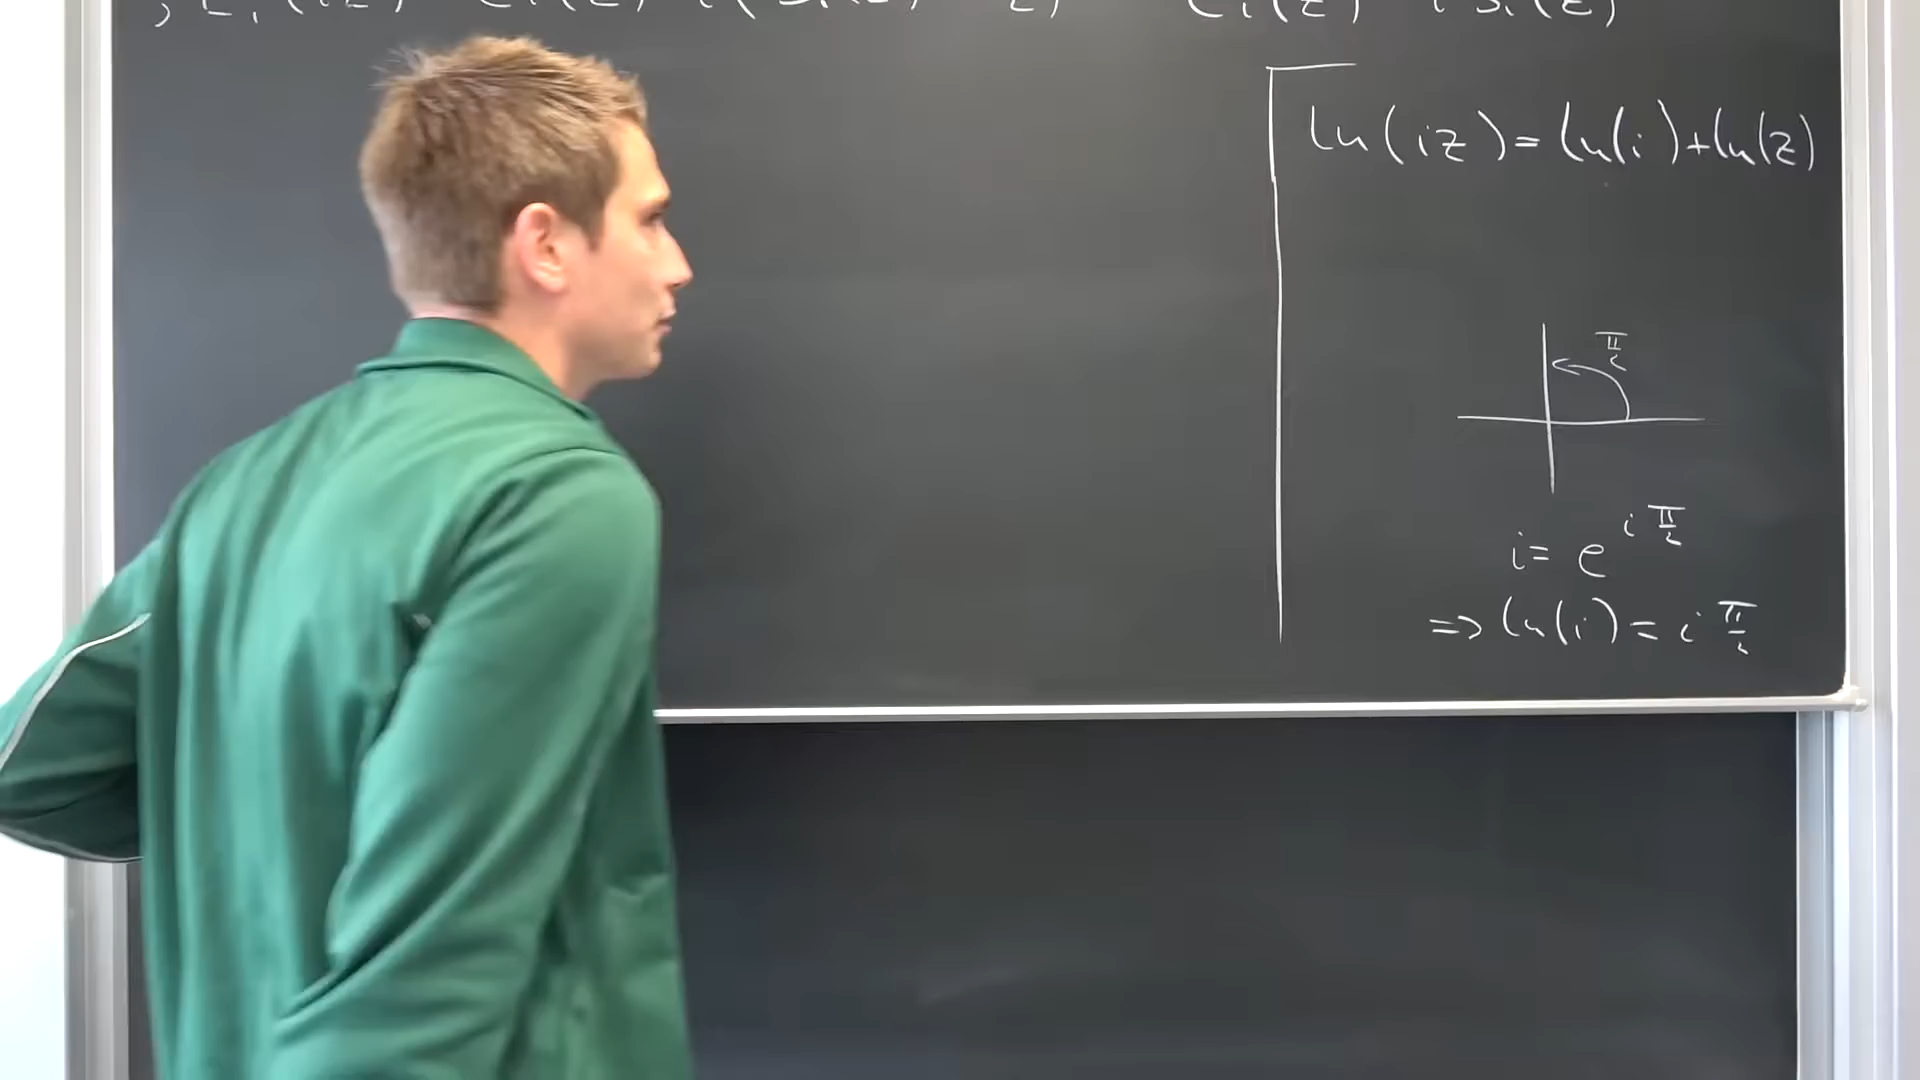 ln(iz)=ln(i)+ln(z)
π/2
i= e^{i π/2}
=> ln(i) = i π/2